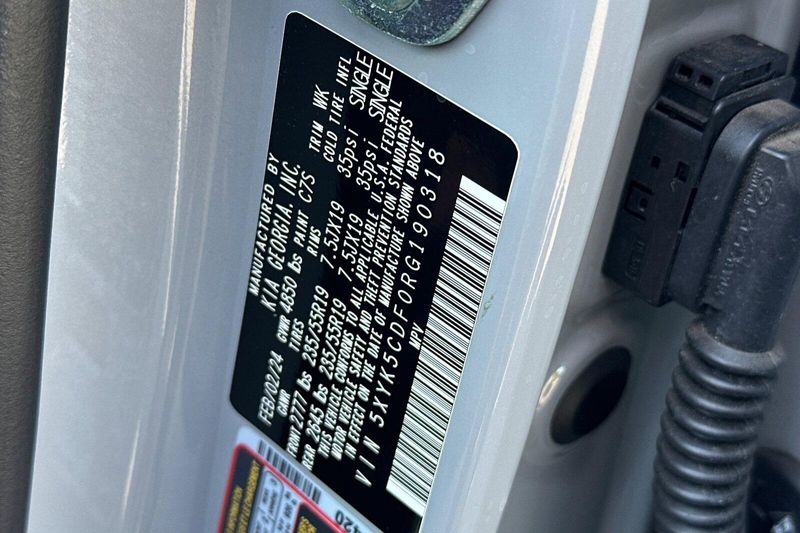 MANUFACTURED BY
KIA GEORGIA, INC.
FEB/02/24 GVWR 4850 lbs PAINT C7S TRIM WK
GAWR TIRES RIMS COLD TIRE INFL
2777 lbs 235/55R19 7.5JX19 35psi SINGLE
2645 lbs 235/55R19 7.5JX19 35psi SINGLE
THIS VEHICLE CONFORMS TO ALL APPLICABLE U.S.A. FEDERAL
MOTOR VEHICLE SAFETY AND THEFT PREVENTION STANDARDS
IN EFFECT ON THE DATE OF MANUFACTURE SHOWN ABOVE
VIN 5XYK5CDF0RG190318
MPV
420